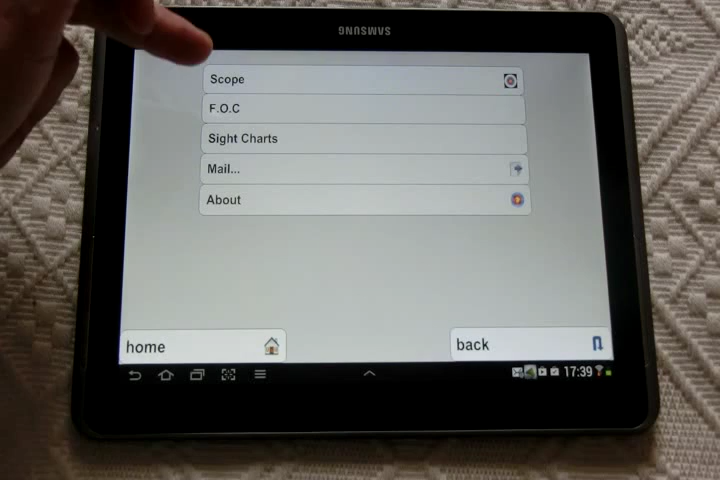 SAMSUNG
Scope
F.O.C
Sight Charts
Mail...
About
home
back
17:39